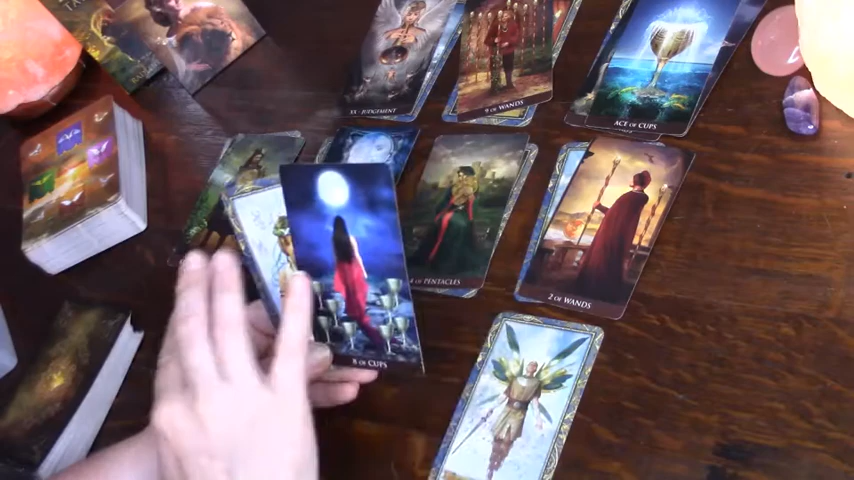 XX - JUDGEMENT
9 OF WANDS
ACE OF CUPS
4 OF PENTACLES
2 OF WANDS
8 OF CUPS